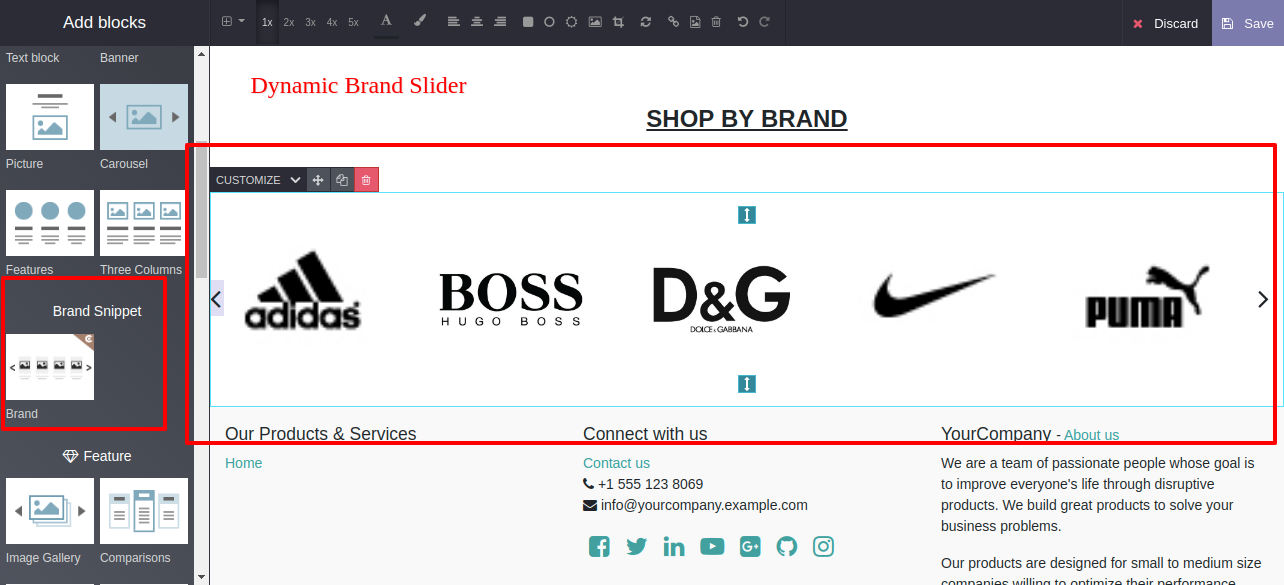 Add blocks
1x 2x 3x 4x 5x A
Discard
Save
Text block
Banner
Picture
Carousel
Features
Three Columns
Brand Snippet
Brand
Feature
Image Gallery
Comparisons
Dynamic Brand Slider
SHOP BY BRAND
CUSTOMIZE
adidas
BOSS
HUGO BOSS
D&G
DOLCE & GABBANA
PUMA
Our Products & Services
Home
Connect with us
Contact us
+1 555 123 8069
info@yourcompany.example.com
YourCompany - About us
We are a team of passionate people whose goal is
to improve everyone's life through disruptive
products. We build great products to solve your
business problems.
Our products are designed for small to medium size
companies willing to optimize their performance